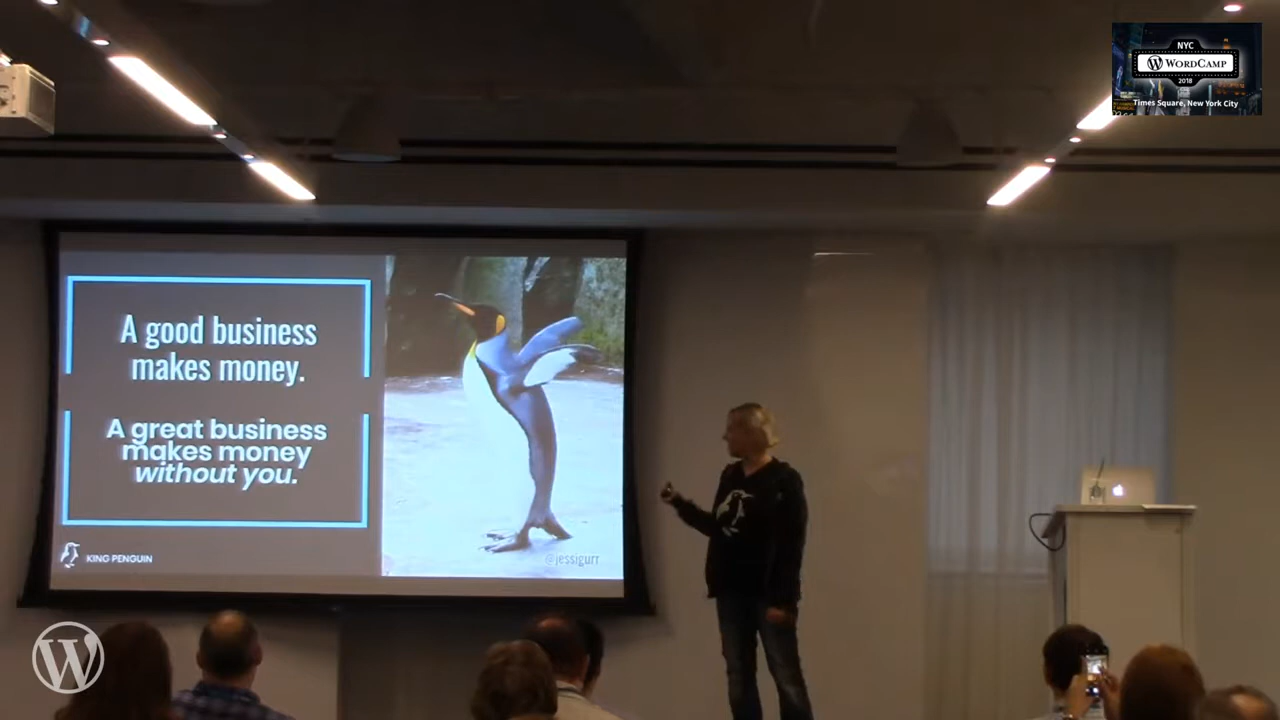 NYC
WORDCAMP
2018
Times Square, New York City
A good business
makes money.
A great business
makes money
without you.
KING PENGUIN
@jessigurr